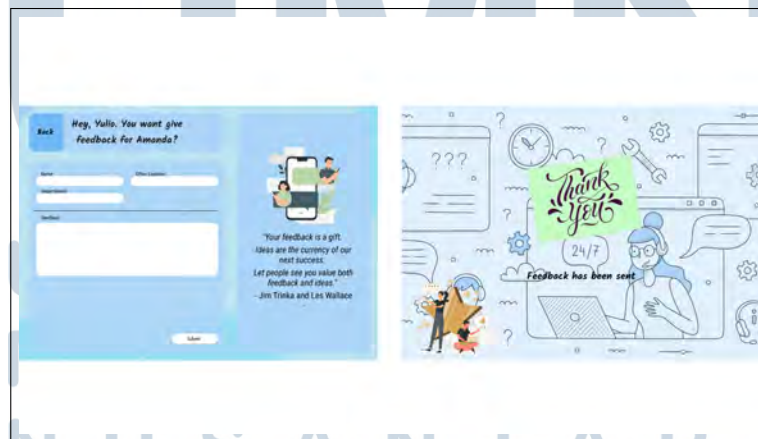 Back
Hey, Yulio. You want give
feedback for Amanda?
Name
Office Location
Department
Feedback
Submit
"Your feedback is a gift.
Ideas are the currency of our
next success.
Let people see you value both
feedback and ideas."
- Jim Trinka and Les Wallace
???
?
?
?
Thank
You
24/7
Feedback has been sent